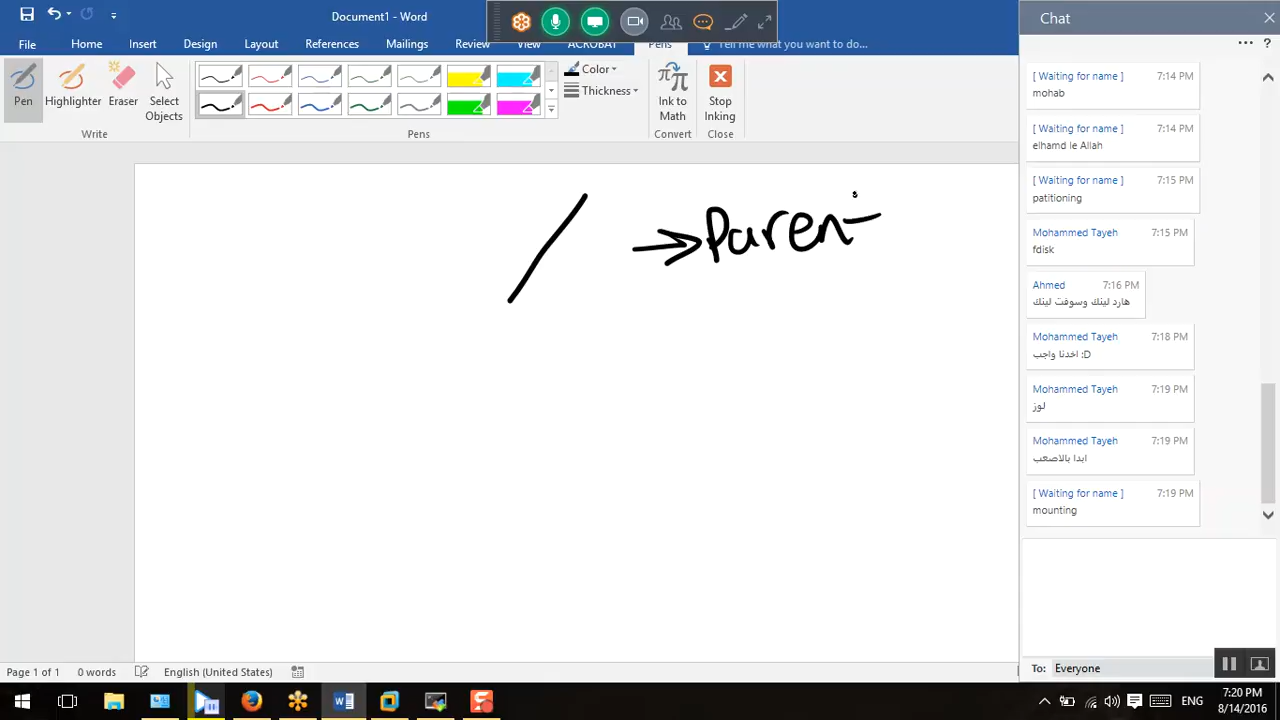 Document1 - Word
File Home Insert Design Layout References Mailings Review View ACROBAT Pens Tell me what you want to do...
Pen Highlighter Eraser Select Objects
Color
Thickness
Ink to Math
Stop Inking
Write Pens Convert Close
/ → Paren
Chat
[ Waiting for name ] 7:14 PM
mohab
[ Waiting for name ] 7:14 PM
elhamd le Allah
[ Waiting for name ] 7:15 PM
patitioning
Mohammed Tayeh 7:15 PM
fdisk
Ahmed 7:16 PM
هارد لينك وسوفت لينك
Mohammed Tayeh 7:18 PM
اخدنا واجب :D
Mohammed Tayeh 7:19 PM
لوز
Mohammed Tayeh 7:19 PM
ابدا بالاصعب
[ Waiting for name ] 7:19 PM
mounting
To: Everyone
Page 1 of 1 0 words English (United States)
ENG 7:20 PM
8/14/2016